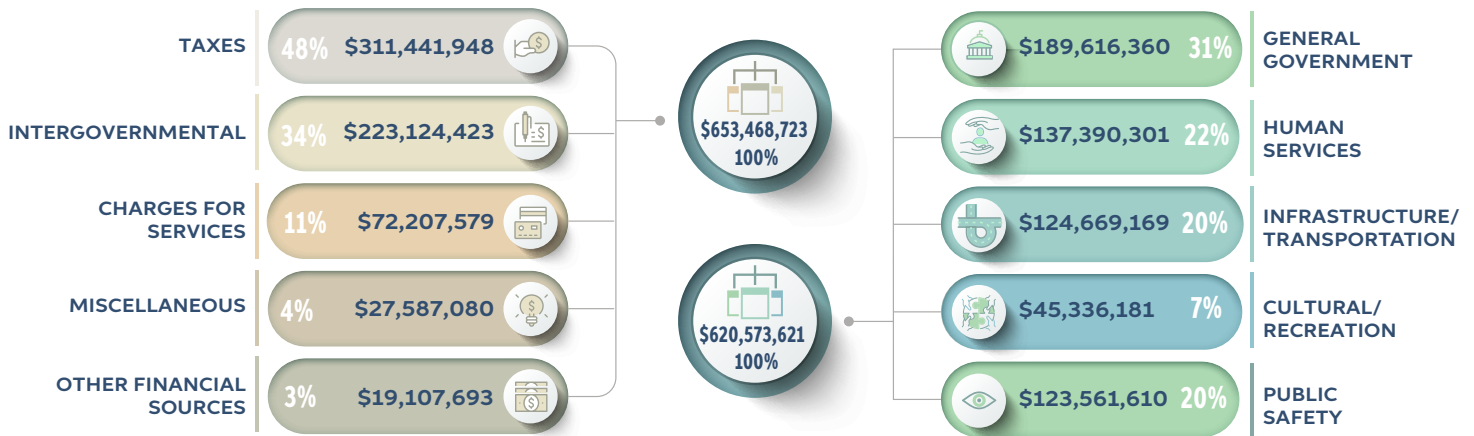 TAXES
48% $311,441,948
INTERGOVERNMENTAL
34% $223,124,423
CHARGES FOR
SERVICES
11% $72,207,579
MISCELLANEOUS
4% $27,587,080
OTHER FINANCIAL
SOURCES
3% $19,107,693
$653,468,723
100%
$620,573,621
100%
$189,616,360 31%
GENERAL
GOVERNMENT
$137,390,301 22%
HUMAN
SERVICES
$124,669,169 20%
INFRASTRUCTURE/
TRANSPORTATION
$45,336,181 7%
CULTURAL/
RECREATION
$123,561,610 20%
PUBLIC
SAFETY